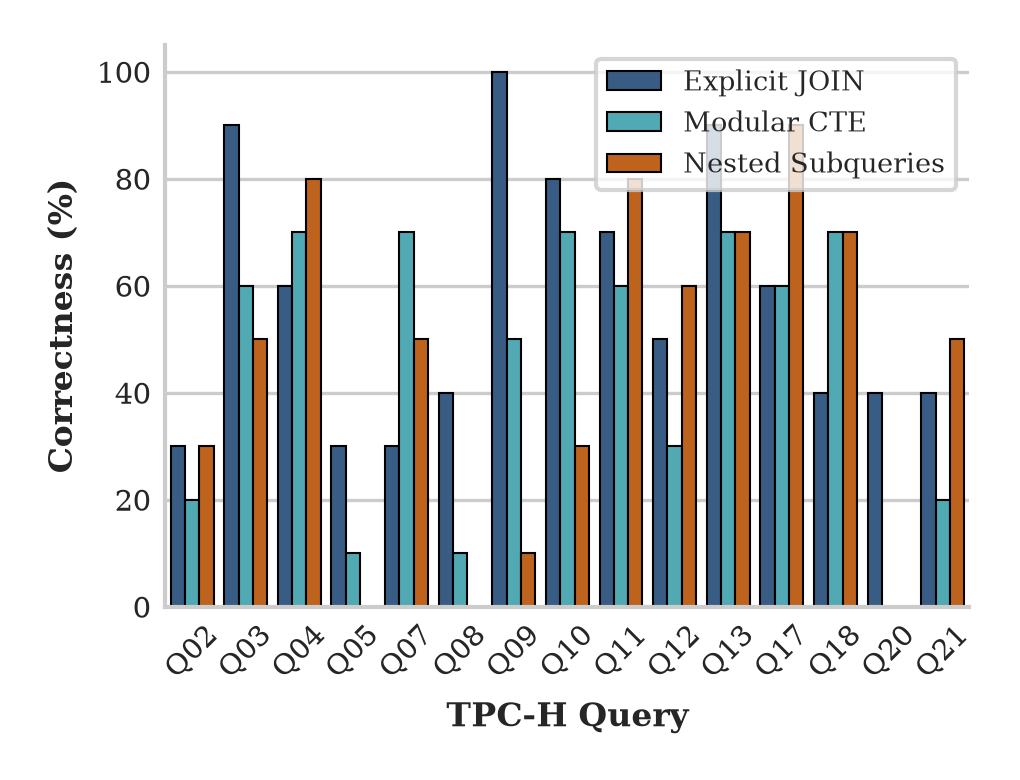 Explicit JOIN
Modular CTE
Nested Subqueries
Correctness (%)
100
80
60
40
20
0
Q02 Q03 Q04 Q05 Q07 Q08 Q09 Q10 Q11 Q12 Q13 Q17 Q18 Q20 Q21
TPC-H Query